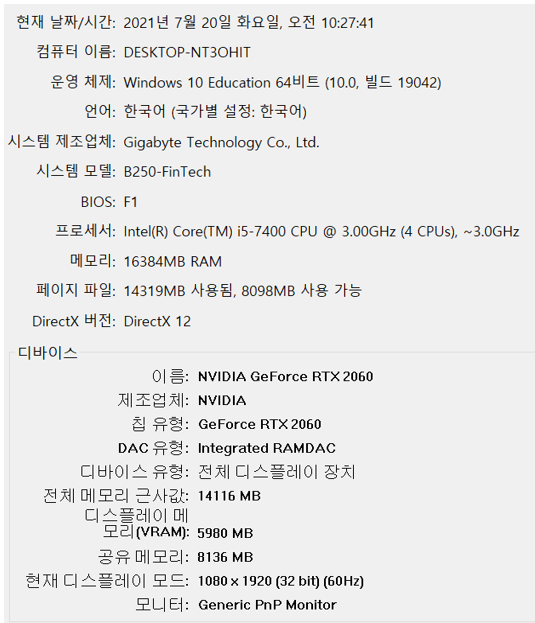 현재 날짜/시간: 2021년 7월 20일 화요일, 오전 10:27:41
컴퓨터 이름: DESKTOP-NT3OHIT
운영 체제: Windows 10 Education 64비트 (10.0, 빌드 19042)
언어: 한국어 (국가별 설정: 한국어)
시스템 제조업체: Gigabyte Technology Co., Ltd.
시스템 모델: B250-FinTech
BIOS: F1
프로세서: Intel(R) Core(TM) i5-7400 CPU @ 3.00GHz (4 CPUs), ~3.0GHz
메모리: 16384MB RAM
페이지 파일: 14319MB 사용됨, 8098MB 사용 가능
DirectX 버전: DirectX 12
디바이스
이름: NVIDIA GeForce RTX 2060
제조업체: NVIDIA
칩 유형: GeForce RTX 2060
DAC 유형: Integrated RAMDAC
디바이스 유형: 전체 디스플레이 장치
전체 메모리 근사값: 14116 MB
디스플레이 메
모리(VRAM): 5980 MB
공유 메모리: 8136 MB
현재 디스플레이 모드: 1080 x 1920 (32 bit) (60Hz)
모니터: Generic PnP Monitor